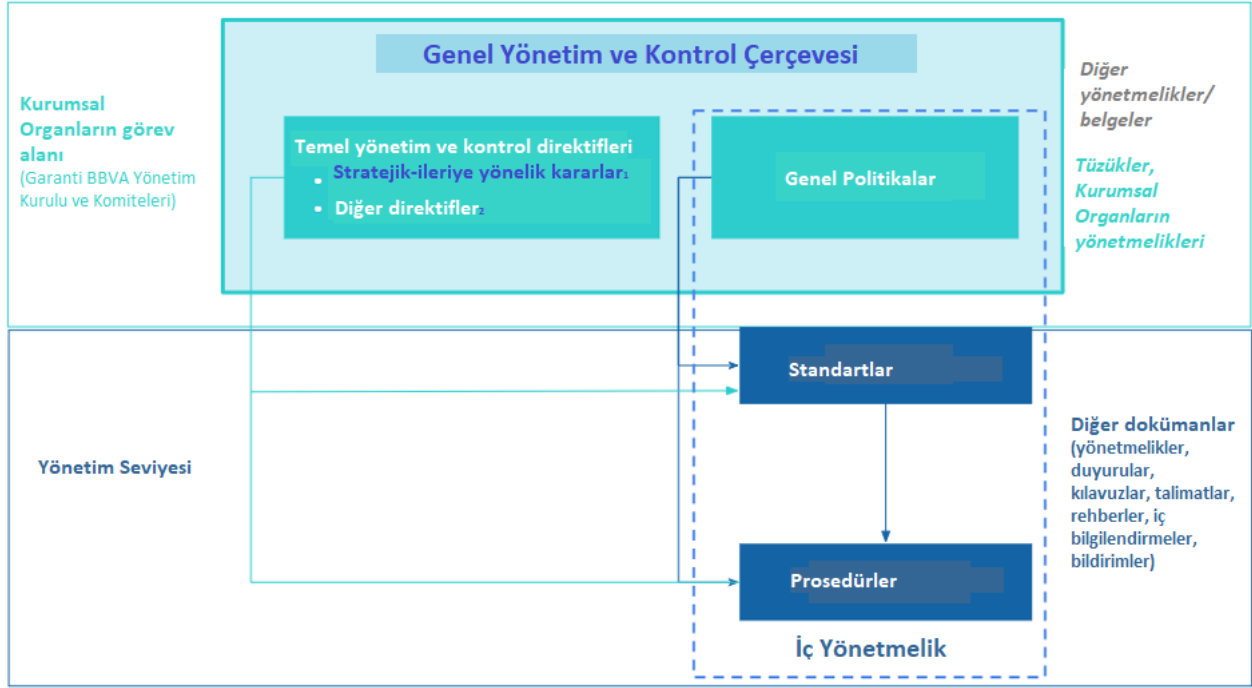 Genel Yönetim ve Kontrol Çerçevesi
Kurumsal
Organların görev
alanı
(Garanti BBVA Yönetim
Kurulu ve Komiteleri)
Temel yönetim ve kontrol direktifleri
• Stratejik-ileriye yönelik kararlar1
• Diğer direktifler2
Genel Politikalar
Diğer
yönetmelikler/
belgeler
Tüzükler,
Kurumsal
Organların
yönetmelikleri
Yönetim Seviyesi
Standartlar
Prosedürler
İç Yönetmelik
Diğer dokümanlar
(yönetmelikler,
duyurular,
kılavuzlar, talimatlar,
rehberler, iç
bilgilendirmeler,
bildirimler)